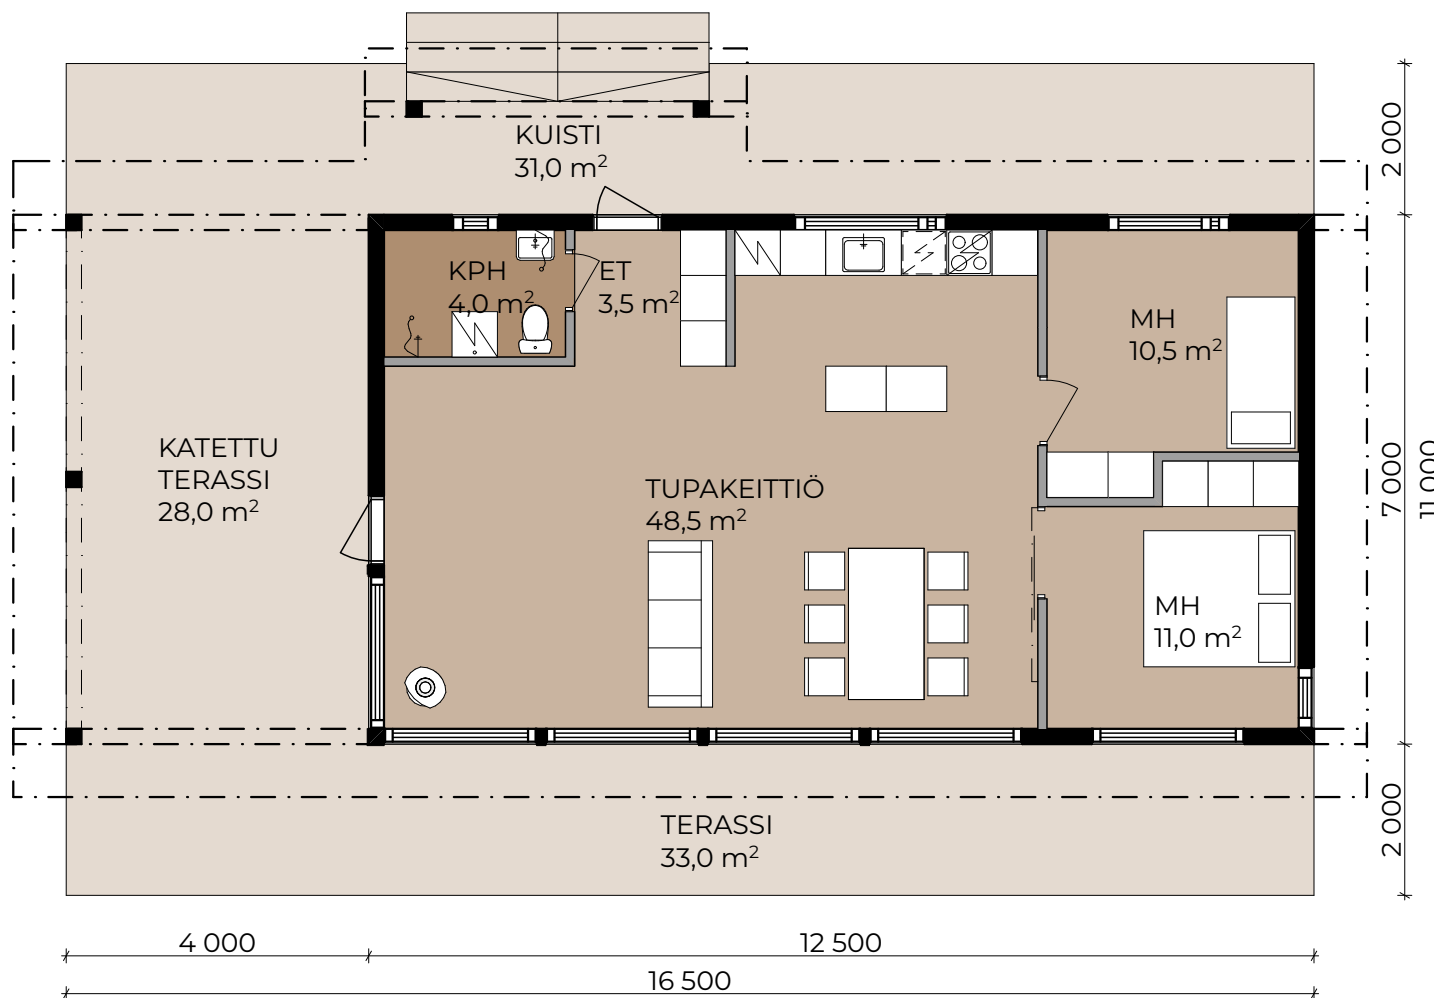 KUISTI
31,0 m²
2 000
KPH
4,0 m²
ET
3,5 m²
MH
10,5 m²
KATETTU
TERASSI
28,0 m²
TUPAKEITTIÖ
48,5 m²
7 000
11 000
MH
11,0 m²
TERASSI
33,0 m²
2 000
4 000
12 500
16 500